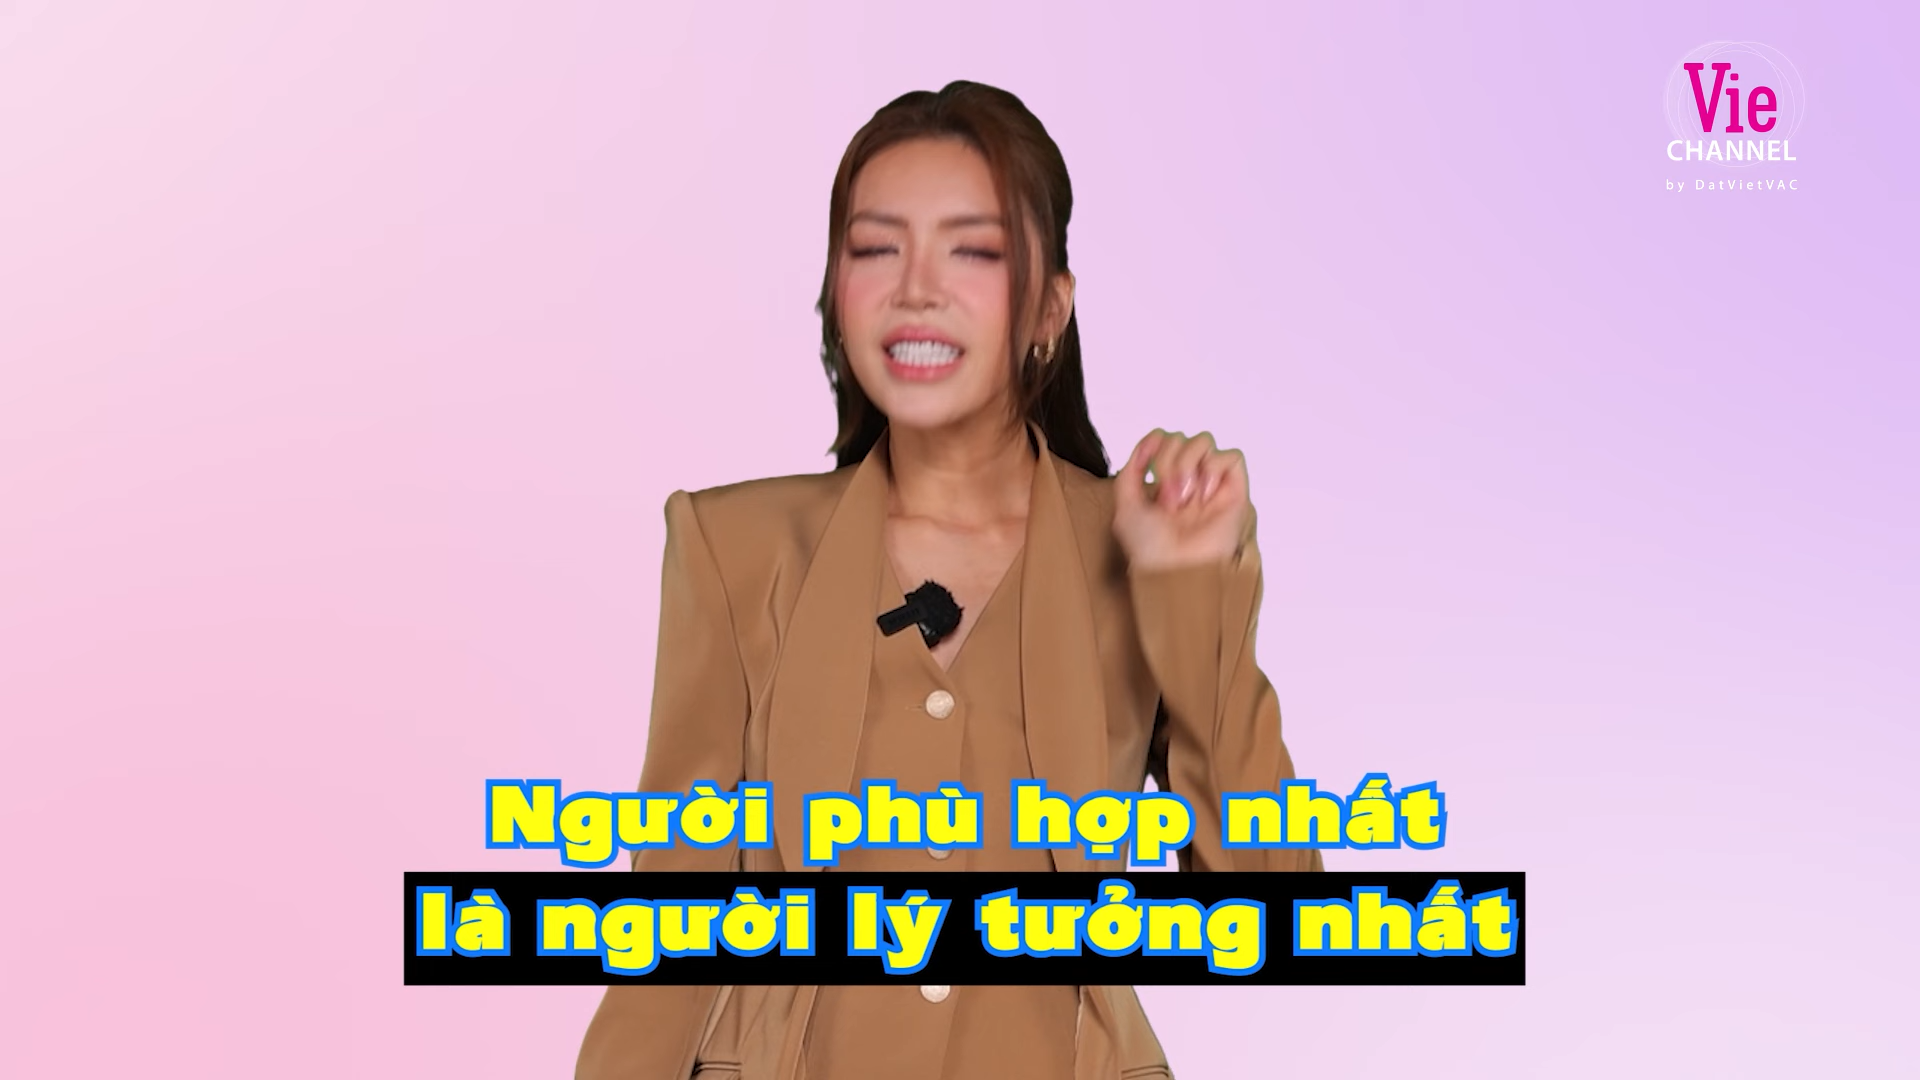 Vie
CHANNEL
by DatVietVAC
Người phù hợp nhất
là người lý tưởng nhất